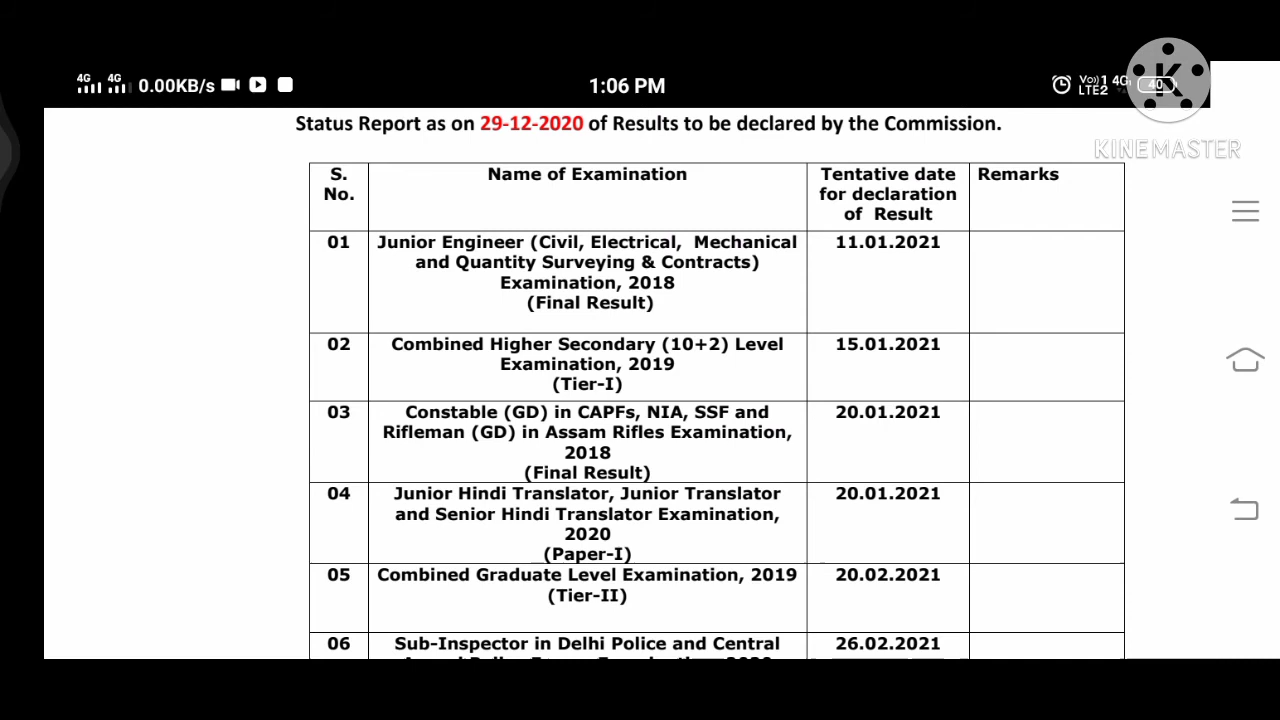 4G 4G 0.00KB/s 1:06 PM Vo)) 1 4G LTE2 40
K
KINEMASTER
Status Report as on 29-12-2020 of Results to be declared by the Commission.
S. No. Name of Examination Tentative date for declaration of Result Remarks
01 Junior Engineer (Civil, Electrical, Mechanical 11.01.2021
and Quantity Surveying & Contracts)
Examination, 2018
(Final Result)
02 Combined Higher Secondary (10+2) Level 15.01.2021
Examination, 2019
(Tier-I)
03 Constable (GD) in CAPFs, NIA, SSF and 20.01.2021
Rifleman (GD) in Assam Rifles Examination,
2018
(Final Result)
04 Junior Hindi Translator, Junior Translator 20.01.2021
and Senior Hindi Translator Examination,
2020
(Paper-I)
05 Combined Graduate Level Examination, 2019 20.02.2021
(Tier-II)
06 Sub-Inspector in Delhi Police and Central 26.02.2021